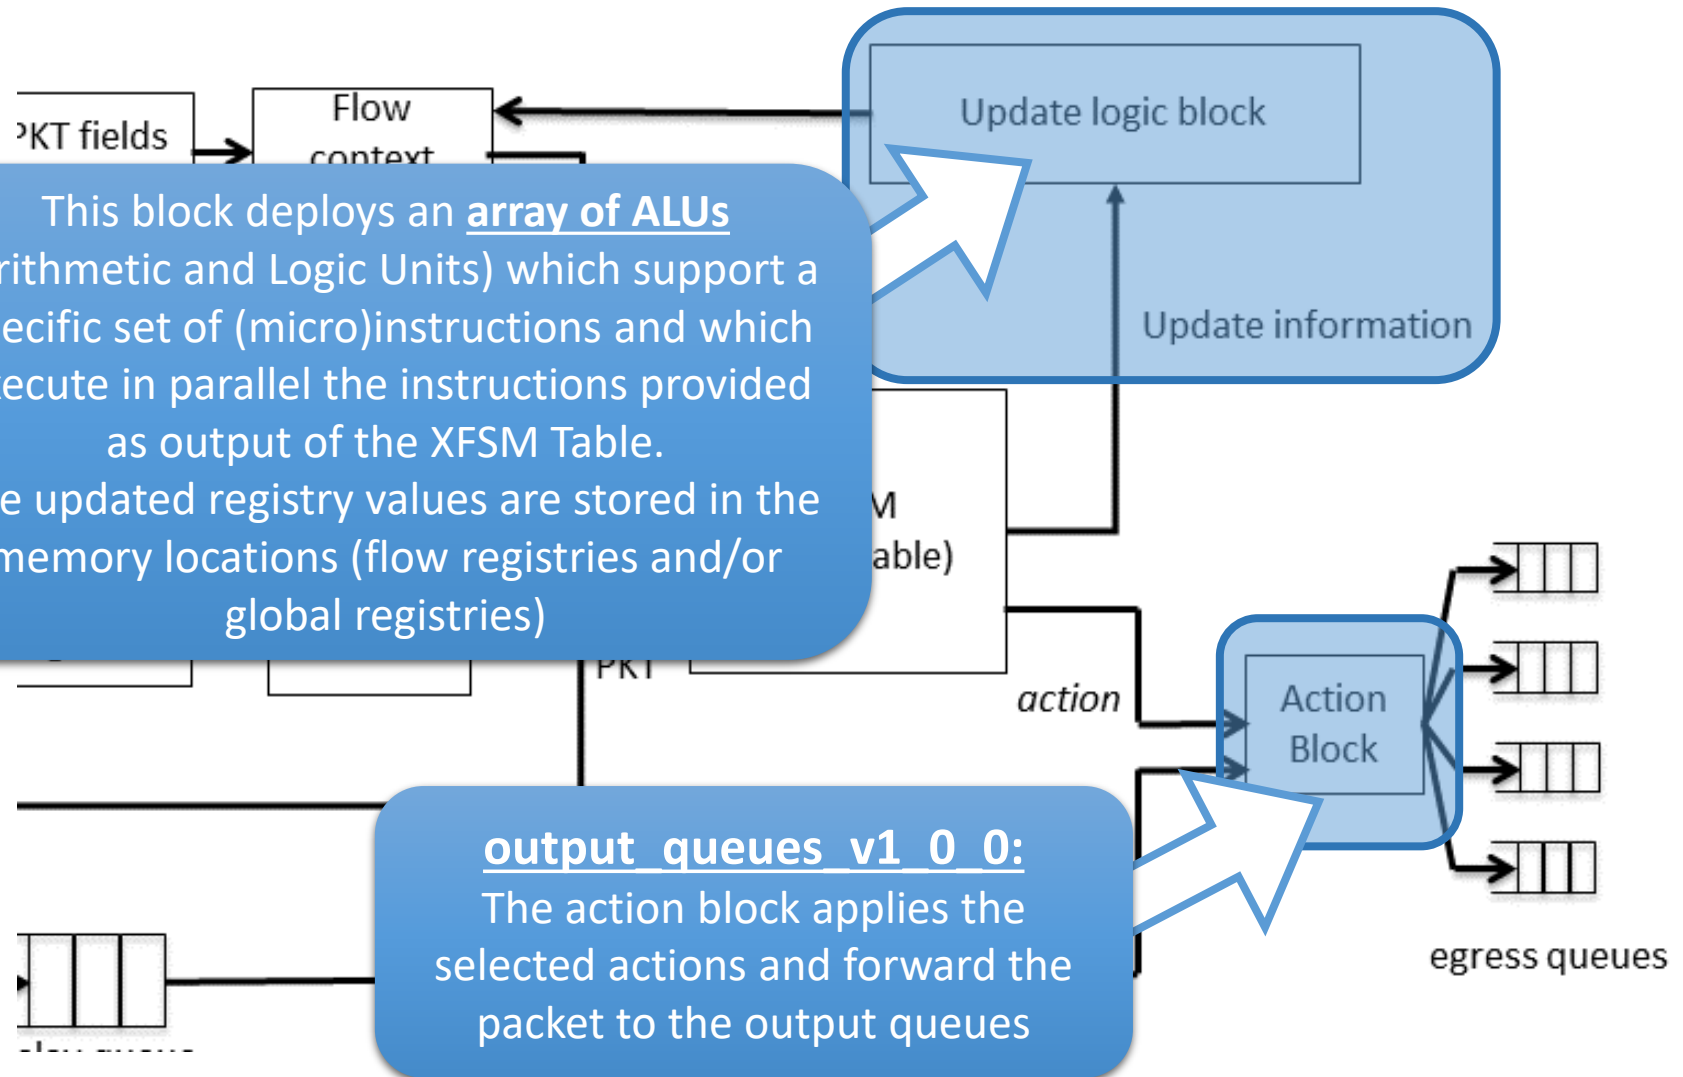 PKT fields
Flow
context
Update logic block
This block deploys an array of ALUs
rithmetic and Logic Units) which support a
ecific set of (micro)instructions and which
ecute in parallel the instructions provided
as output of the XFSM Table.
e updated registry values are stored in the
memory locations (flow registries and/or
global registries)
Update information
M
able)
PKT
action
Action
Block
output_queues_v1_0_0:
The action block applies the
selected actions and forward the
packet to the output queues
egress queues
queue